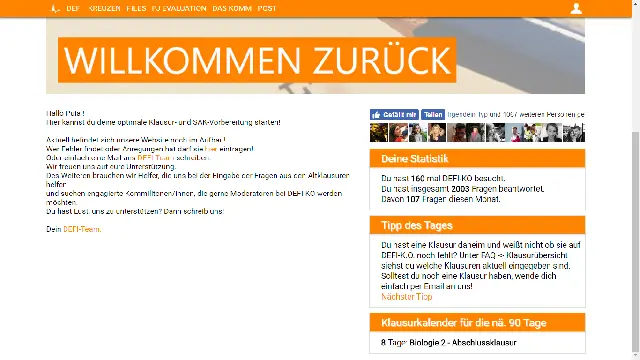 DEFI KREUZEN FILES PJ EVALUATION DAS KOMM POST
WILLKOMMEN ZURÜCK
Hallo Pula!
Hier kannst du deine optimale Klausur- und SAK-Vorbereitung starten!
Aktuell befindet sich unsere Website noch im Aufbau!
Wer Fehler findet oder Anregungen hat darf sie hier eintragen!
Oder einfach eine Mail ans DEFI-Team schreiben.
Wir freuen uns auf eure Unterstützung.
Des Weiteren brauchen wir Helfer, die uns bei der Eingabe der Fragen aus den Altklausuren
helfen
und suchen engagierte Kommilitonen/innen, die gerne Moderatoren bei DEFI-KO werden
möchten.
Du hast Lust, uns zu unterstützen? Dann schreib uns!
Dein DEFI-Team.
Gefällt mir Teilen Irgendein Typ und 1067 weiteren Personen ge
Deine Statistik
Du hast 160 mal DEFI-KO besucht.
Du hast insgesamt 2003 Fragen beantwortet.
Davon 107 Fragen diesen Monat.
Tipp des Tages
Du hast eine Klausur daheim und weißt nicht ob sie auf
DEFI-K.O. noch fehlt? Unter FAQ -> Klausurübersicht
siehst du welche Klausuren aktuell eingegeben sind.
Solltest du noch eine Klausur haben, wende dich
einfach per Email an uns!
Nächster Tipp
Klausurkalender für die nä. 90 Tage
8 Tage: Biologie 2 - Abschlussklausur